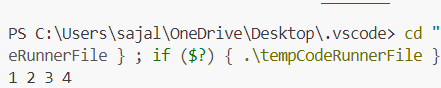 PS C:\Users\sajal\OneDrive\Desktop\.vscode> cd "
eRunnerFile } ; if ($?) { .\tempCodeRunnerFile }
1 2 3 4